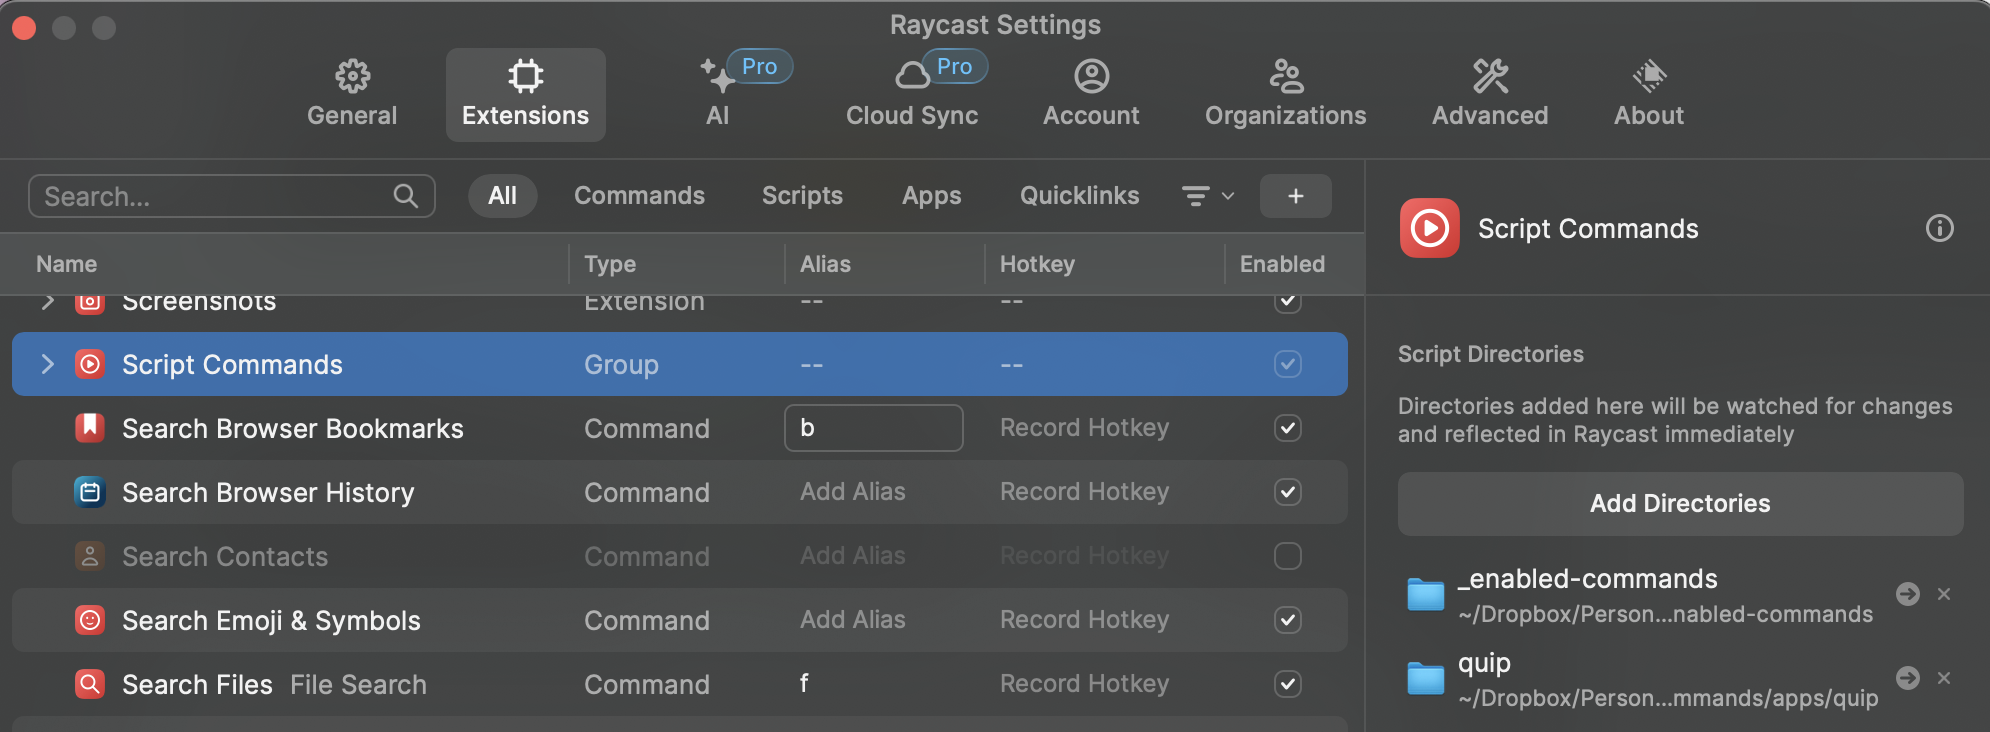 Raycast Settings
General
Extensions
AI
Pro
Cloud Sync
Pro
Account
Organizations
Advanced
About
Search...
All
Commands
Scripts
Apps
Quicklinks
+
Name Type Alias Hotkey Enabled
Screenshots Extension -- --
Script Commands Group -- --
Search Browser Bookmarks Command b Record Hotkey
Search Browser History Command Add Alias Record Hotkey
Search Contacts Command Add Alias Record Hotkey
Search Emoji & Symbols Command Add Alias Record Hotkey
Search Files File Search Command f Record Hotkey
Script Commands
Script Directories
Directories added here will be watched for changes
and reflected in Raycast immediately
Add Directories
_enabled-commands
~/Dropbox/Person...nabled-commands
quip
~/Dropbox/Person...mmands/apps/quip